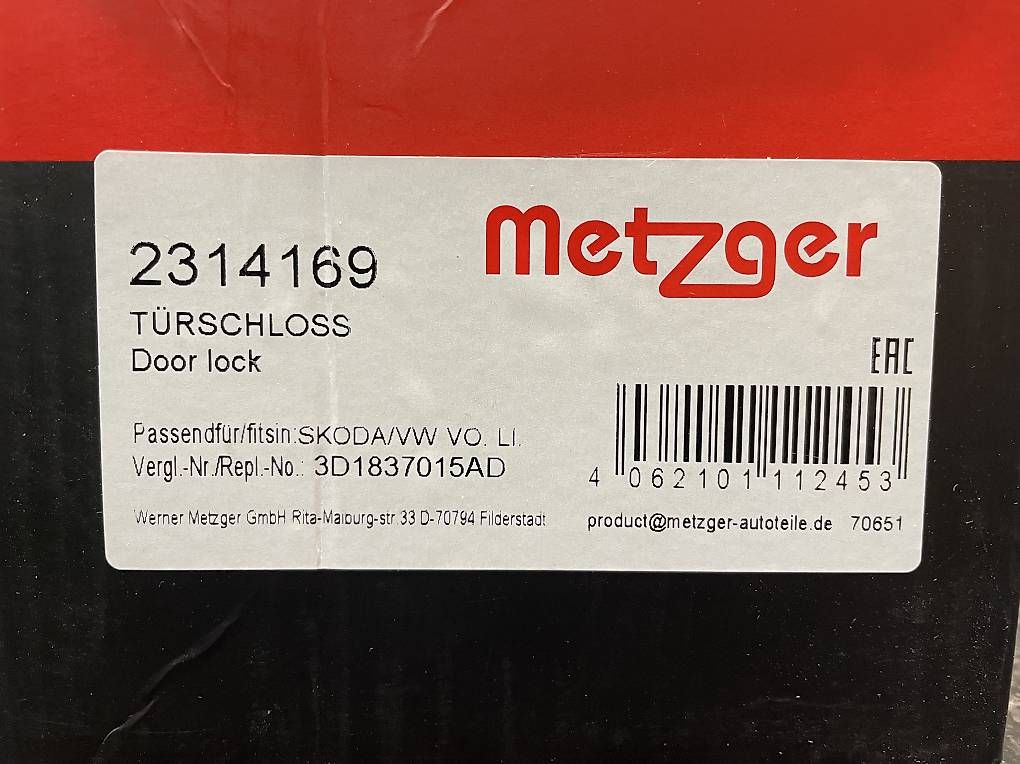 Metzger
2314169
TÜRSCHLOSS
Door lock
EAC
Passendfür/fitsin:SKODA/VW VO. LI.
Vergl.-Nr./Repl.-No.: 3D1837015AD
4 062101 112453
Werner Metzger GmbH Rita-Maiburg-str.33 D-70794 Filderstadt
product@metzger-autoteile.de 70651